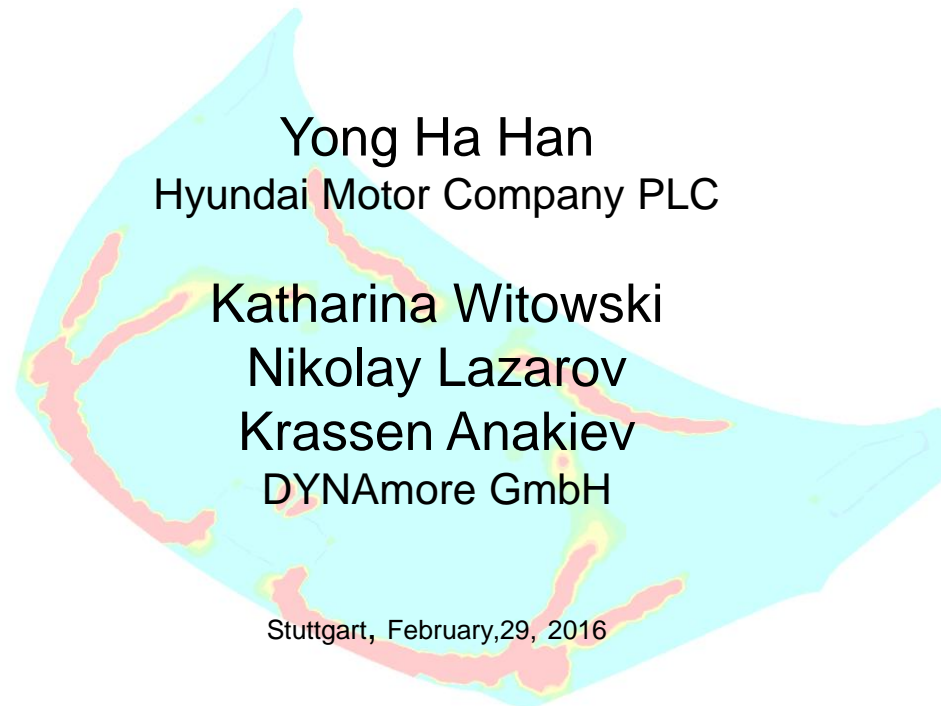 Yong Ha Han
Hyundai Motor Company PLC
Katharina Witowski
Nikolay Lazarov
Krassen Anakiev
DYNAmore GmbH
Stuttgart, February,29, 2016